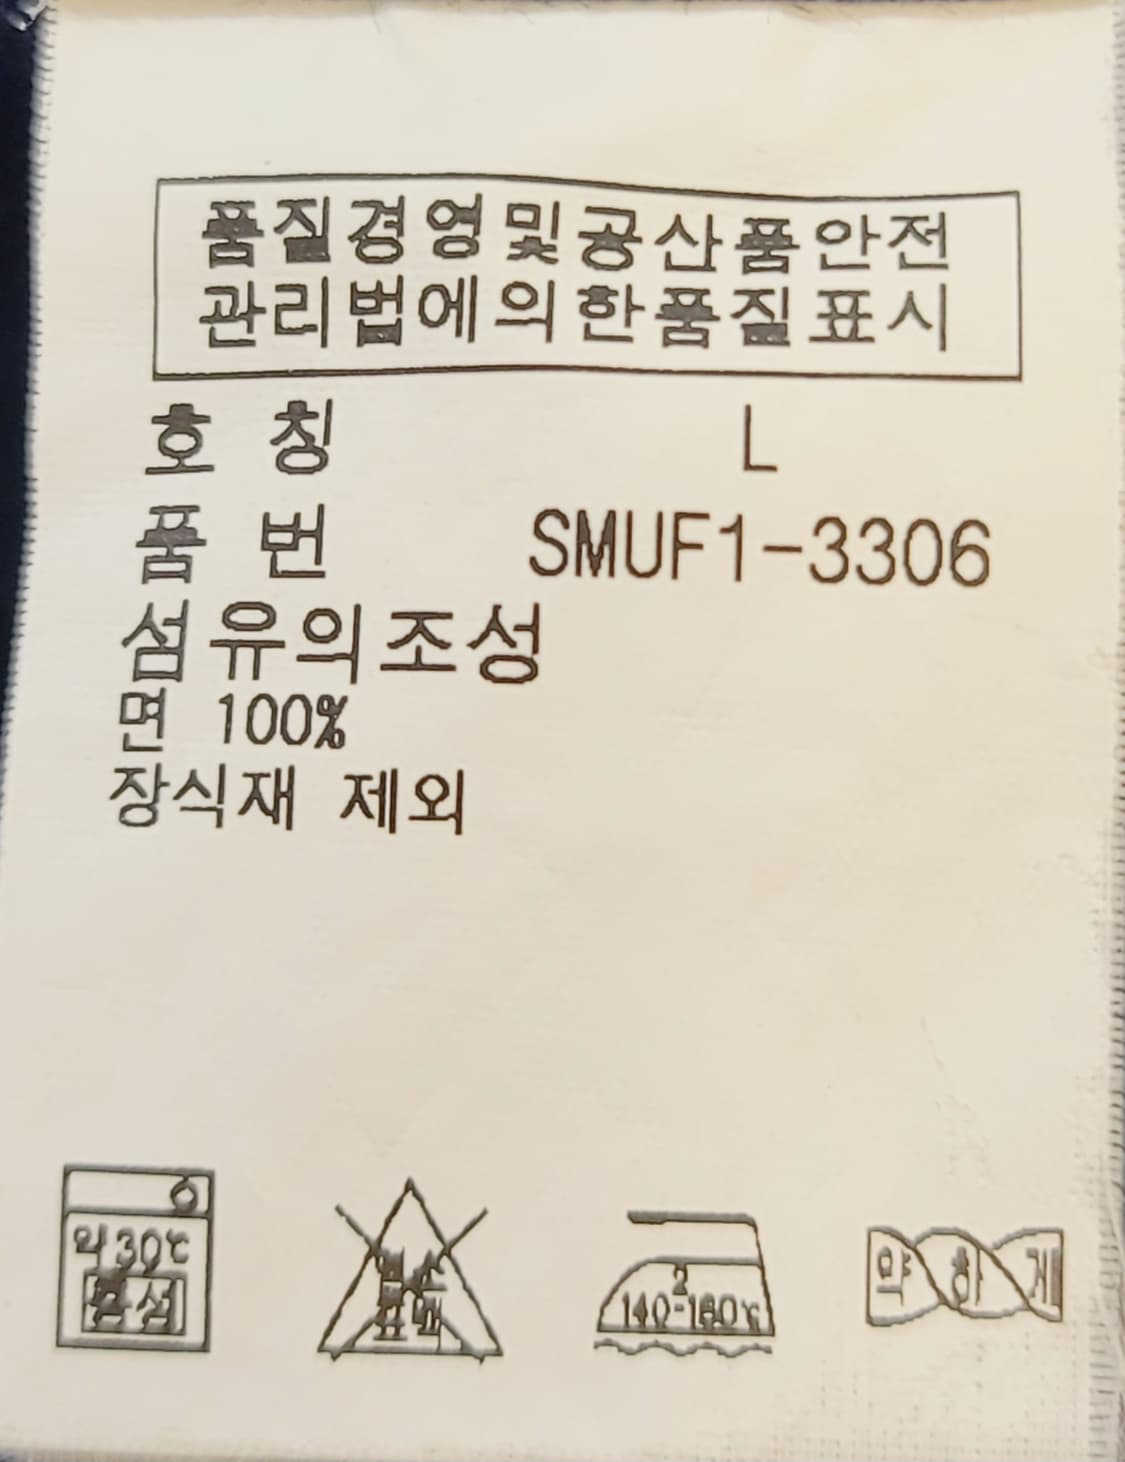 품질경영및공산품안전
관리법에의한품질표시
호 칭 L
품 번 SMUF1-3306
섬유의조성
면 100%
장식재 제외
약30℃
중성
염소
표백
2
140-160℃
약하게